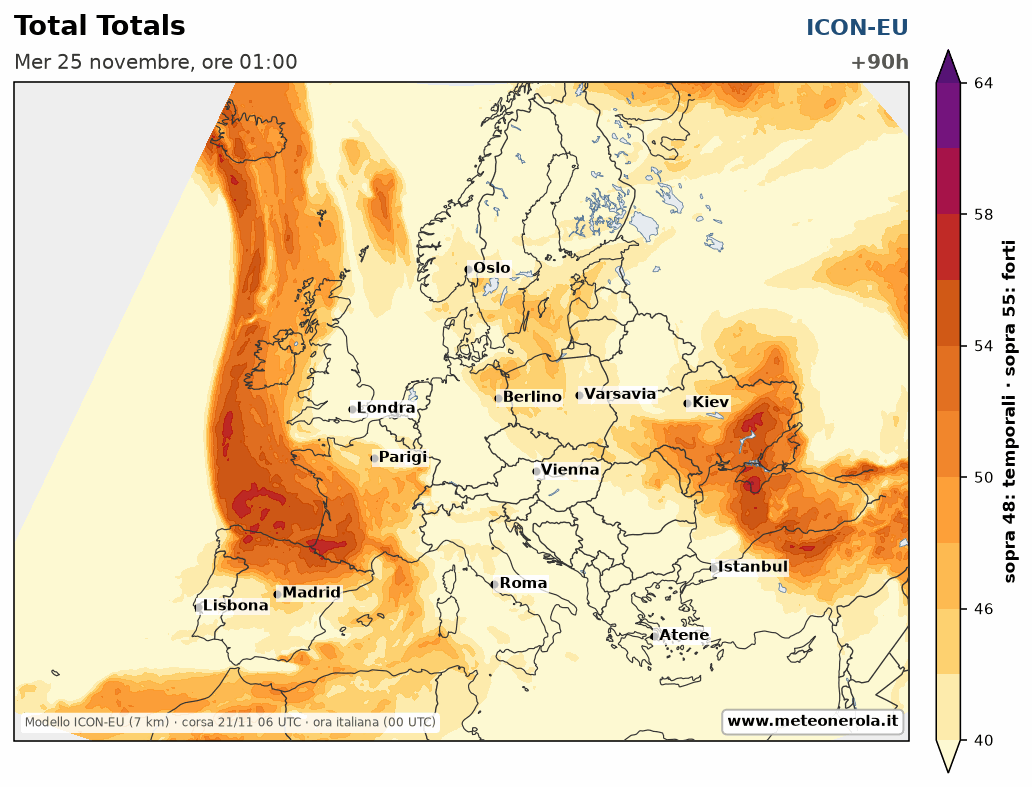 Total Totals
ICON-EU
Mer 25 novembre, ore 01:00
+90h
64
58
54
50
46
40
sopra 48: temporali · sopra 55: forti
Oslo
Berlino
Varsavia
Kiev
Londra
Parigi
Vienna
Istanbul
Roma
Madrid
Lisbona
Atene
Modello ICON-EU (7 km) · corsa 21/11 06 UTC · ora italiana (00 UTC)
www.meteonerola.it